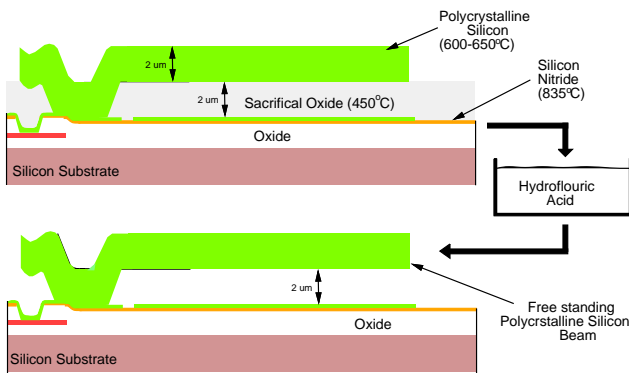 Polycrystalline
Silicon
(600-650ºC)
2 um
Silicon
Nitride
(835ºC)
2 um
Sacrifical Oxide (450°C)
Oxide
Silicon Substrate
Hydroflouric
Acid
2 um
Free standing
Polycrstalline Silicon
Beam
Oxide
Silicon Substrate